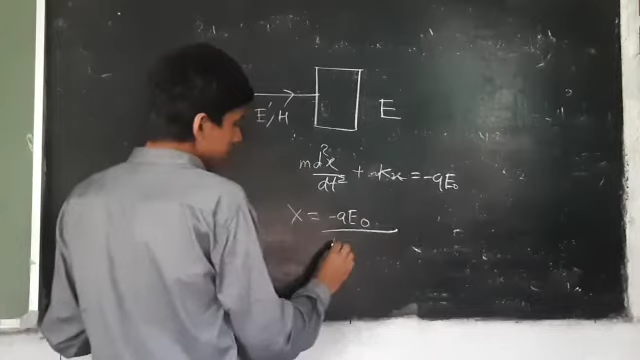 E, H
E
md²x/dt² + Kx = -qE₀
X = -qE₀